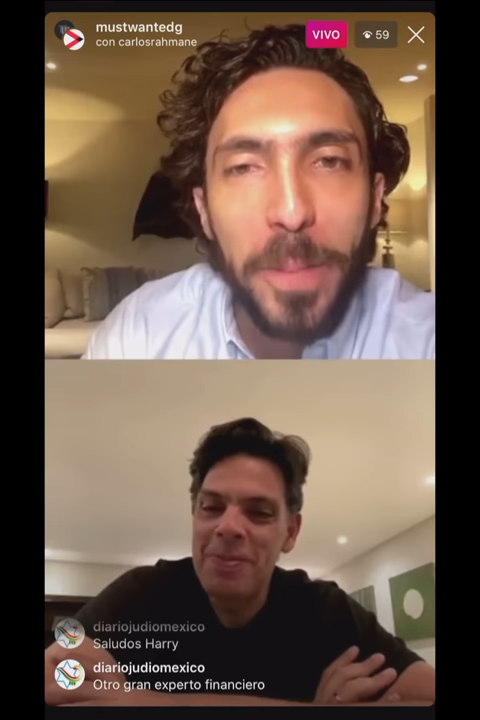 mustwantedg
con carlosrahmane
VIVO
59
diariojudiomexico
Saludos Harry
diariojudiomexico
Otro gran experto financiero